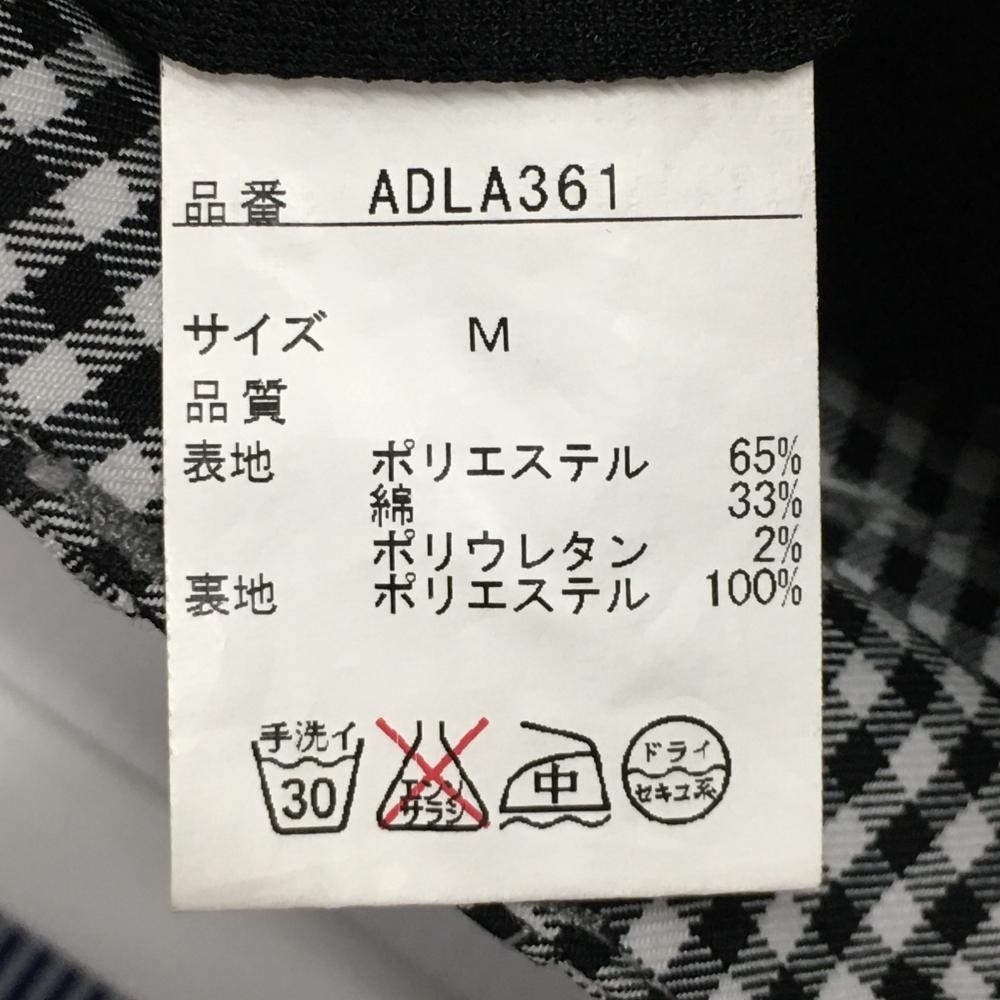 品番 ADLA361
サイズ M
品質
表地 ポリエステル 65%
綿 33%
ポリウレタン 2%
裏地 ポリエステル 100%
手洗イ
30
エンソ
サラシ
中
ドライ
セキユ系